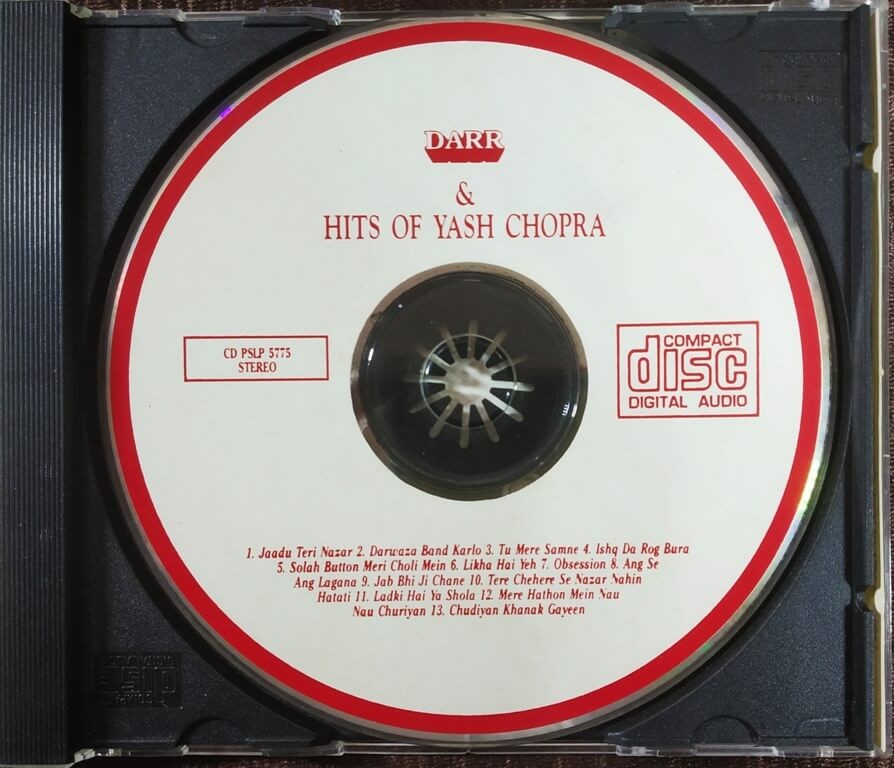 DARR
&
HITS OF YASH CHOPRA
CD PSLP 5775
STEREO
COMPACT
disc
DIGITAL AUDIO
1. Jaadu Teri Nazar 2. Darwaza Band Karlo 3. Tu Mere Samne 4. Ishq Da Rog Bura
5. Solah Button Meri Choli Mein 6. Likha Hai Yeh 7. Obsession 8. Ang Se
Ang Lagana 9. Jab Bhi Ji Chane 10. Tere Chehere Se Nazar Nahin
Hatati 11. Ladki Hai Ya Shola 12. Mere Hathon Mein Nau
Nau Churiyan 13. Chudiyan Khanak Gayeen